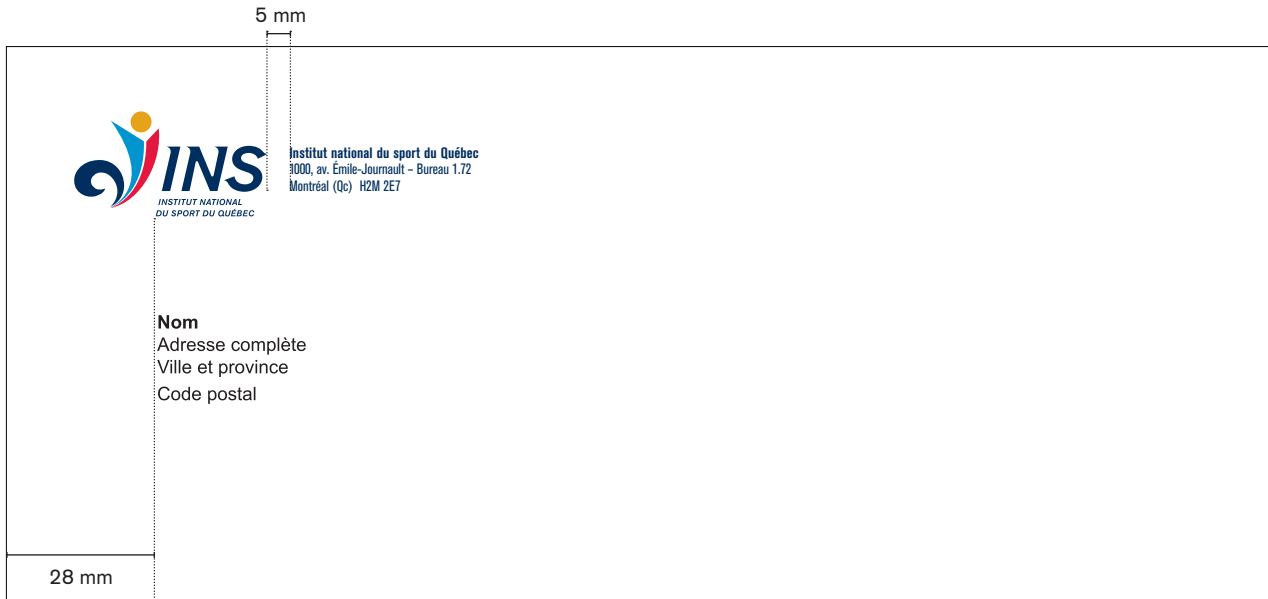 5 mm
INS
INSTITUT NATIONAL
DU SPORT DU QUÉBEC
Institut national du sport du Québec
1000, av. Émile-Journault – Bureau 1.72
Montréal (Qc) H2M 2E7
Nom
Adresse complète
Ville et province
Code postal
28 mm